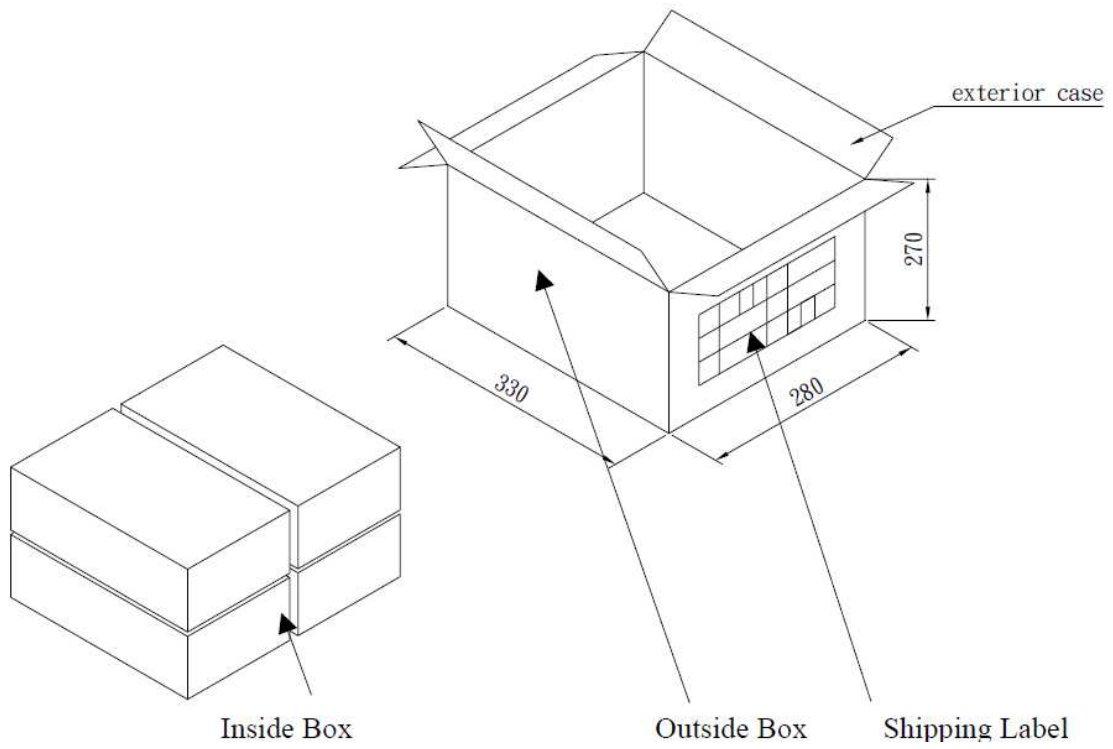 exterior case
270
330
280
Inside Box
Outside Box
Shipping Label